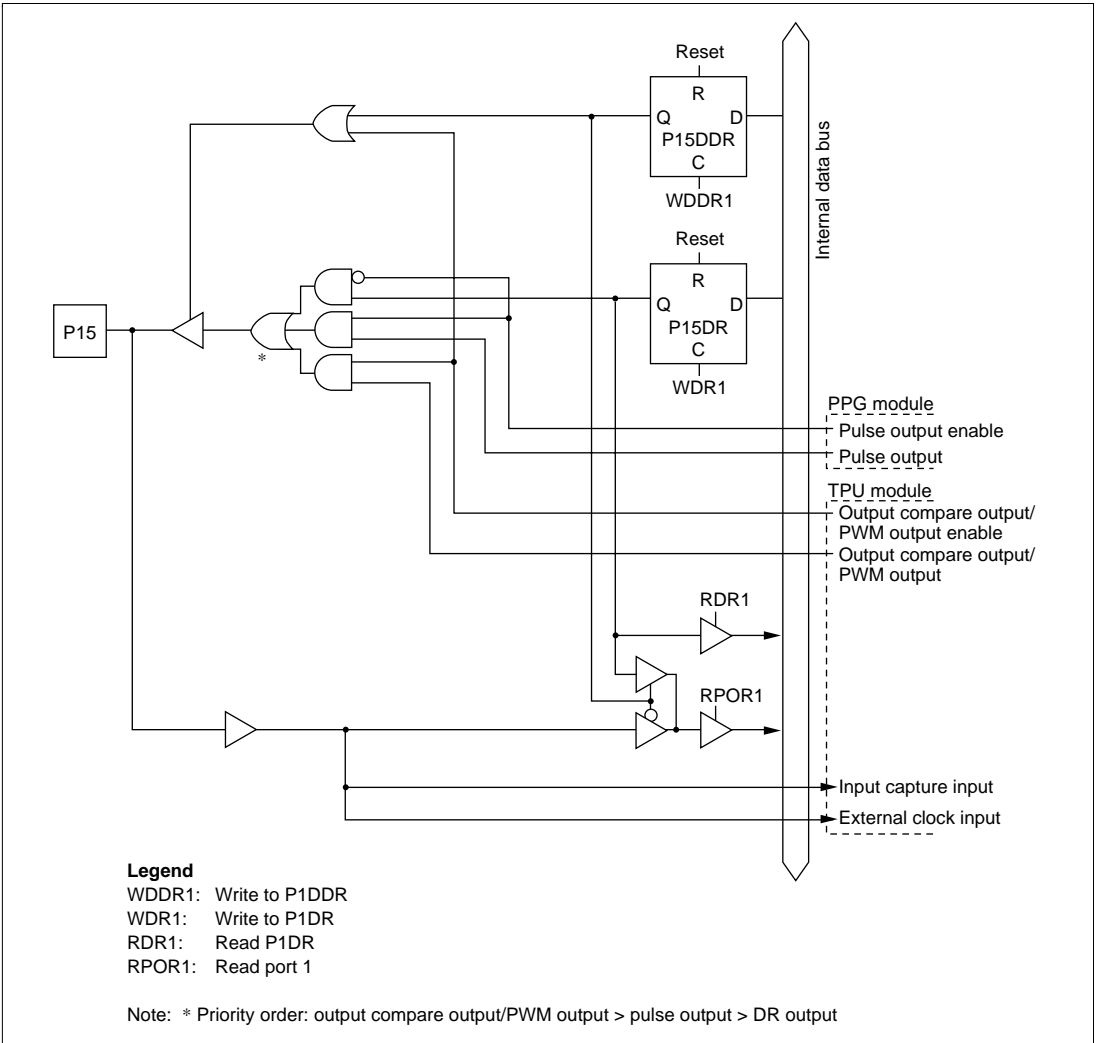 Reset
R
Q D
P15DDR
C
WDDR1
Internal data bus
Reset
R
Q D
P15DR
C
WDR1
P15
*
PPG module
Pulse output enable
Pulse output
TPU module
Output compare output/
PWM output enable
Output compare output/
PWM output
RDR1
RPOR1
Input capture input
External clock input
Legend
WDDR1: Write to P1DDR
WDR1: Write to P1DR
RDR1: Read P1DR
RPOR1: Read port 1
Note: * Priority order: output compare output/PWM output > pulse output > DR output